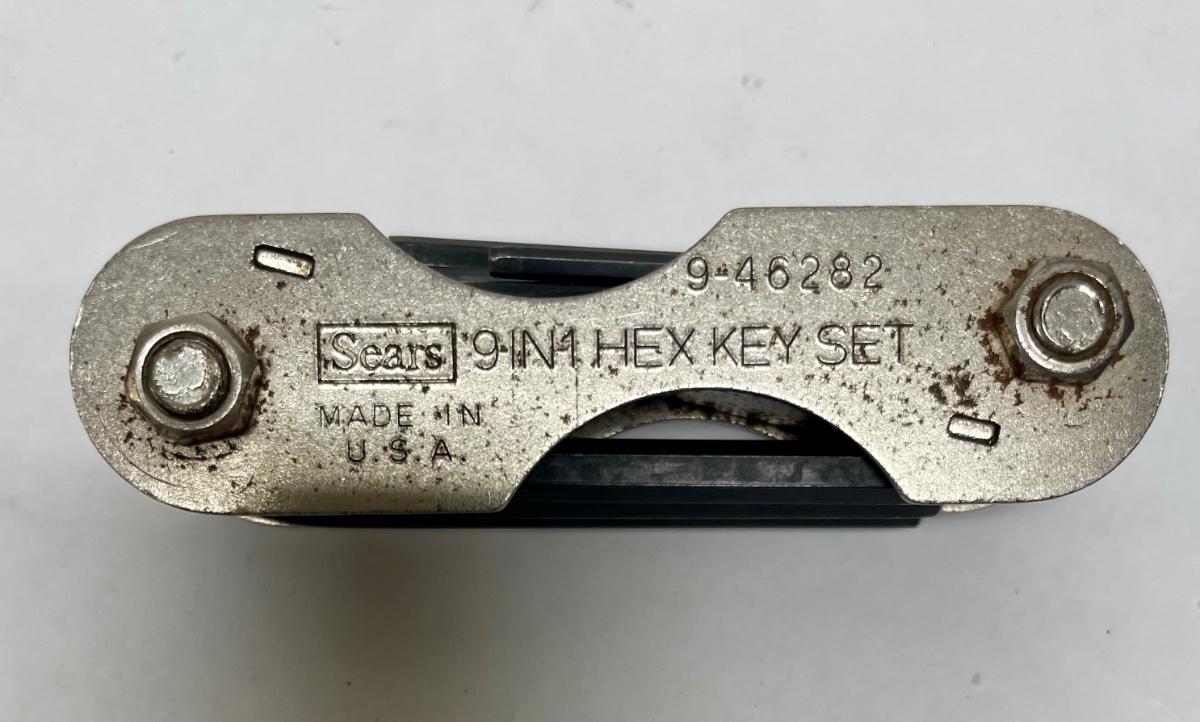 9-46282
Sears 9 IN 1 HEX KEY SET
MADE IN
U.S.A.